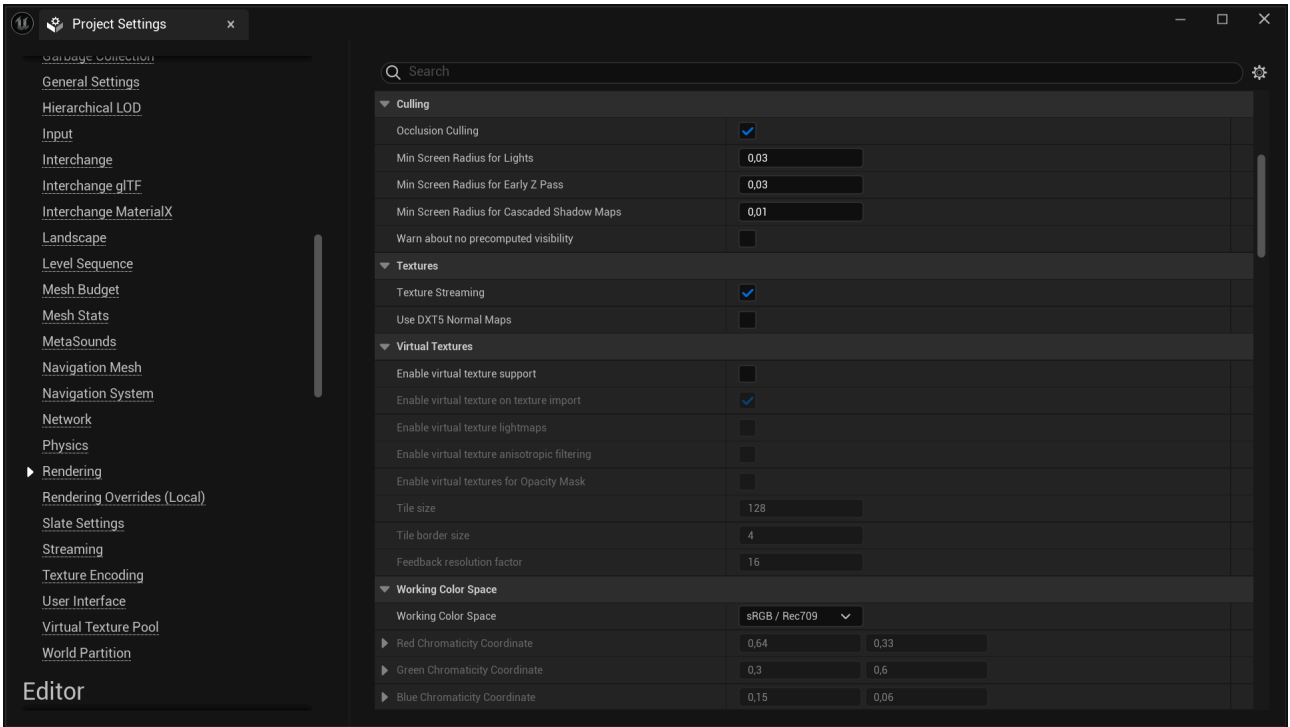 Project Settings
Garbage Collection
General Settings
Hierarchical LOD
Input
Interchange
Interchange glTF
Interchange MaterialX
Landscape
Level Sequence
Mesh Budget
Mesh Stats
MetaSounds
Navigation Mesh
Navigation System
Network
Physics
Rendering
Rendering Overrides (Local)
Slate Settings
Streaming
Texture Encoding
User Interface
Virtual Texture Pool
World Partition
Editor
Search
Culling
Occlusion Culling
Min Screen Radius for Lights 0,03
Min Screen Radius for Early Z Pass 0,03
Min Screen Radius for Cascaded Shadow Maps 0,01
Warn about no precomputed visibility
Textures
Texture Streaming
Use DXT5 Normal Maps
Virtual Textures
Enable virtual texture support
Enable virtual texture on texture import
Enable virtual texture lightmaps
Enable virtual texture anisotropic filtering
Enable virtual textures for Opacity Mask
Tile size 128
Tile border size 4
Feedback resolution factor 16
Working Color Space
Working Color Space sRGB / Rec709
Red Chromaticity Coordinate 0,64 0,33
Green Chromaticity Coordinate 0,3 0,6
Blue Chromaticity Coordinate 0,15 0,06